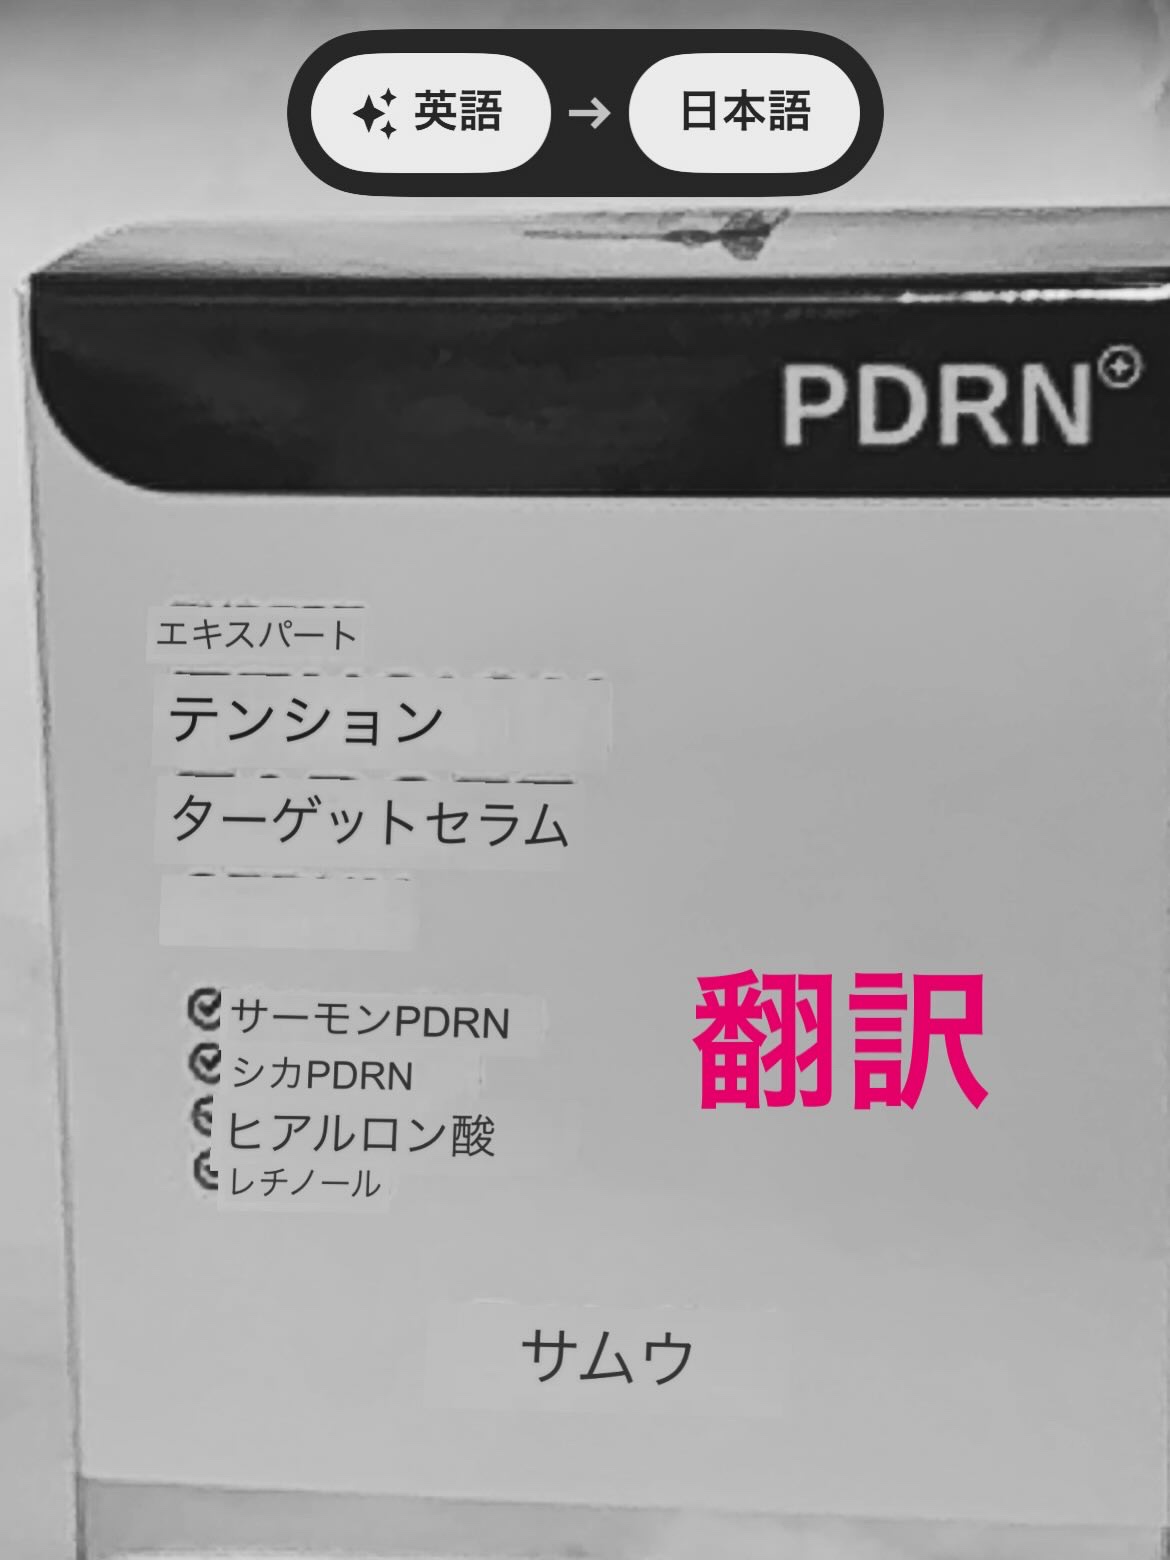 英語 → 日本語
PDRN
エキスパート
テンション
ターゲットセラム
サーモンPDRN
シカPDRN
ヒアルロン酸
レチノール
翻訳
サムウ